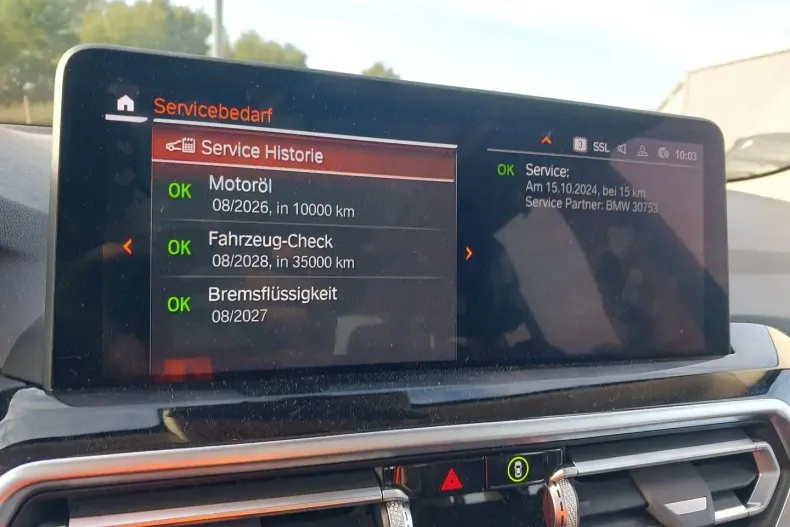 Servicebedarf
SSL 10:03
Service Historie
OK Motoröl
08/2026, in 10000 km
OK Fahrzeug-Check
08/2028, in 35000 km
OK Bremsflüssigkeit
08/2027
OK Service:
Am 15.10.2024, bei 15 km
Service Partner: BMW 30753